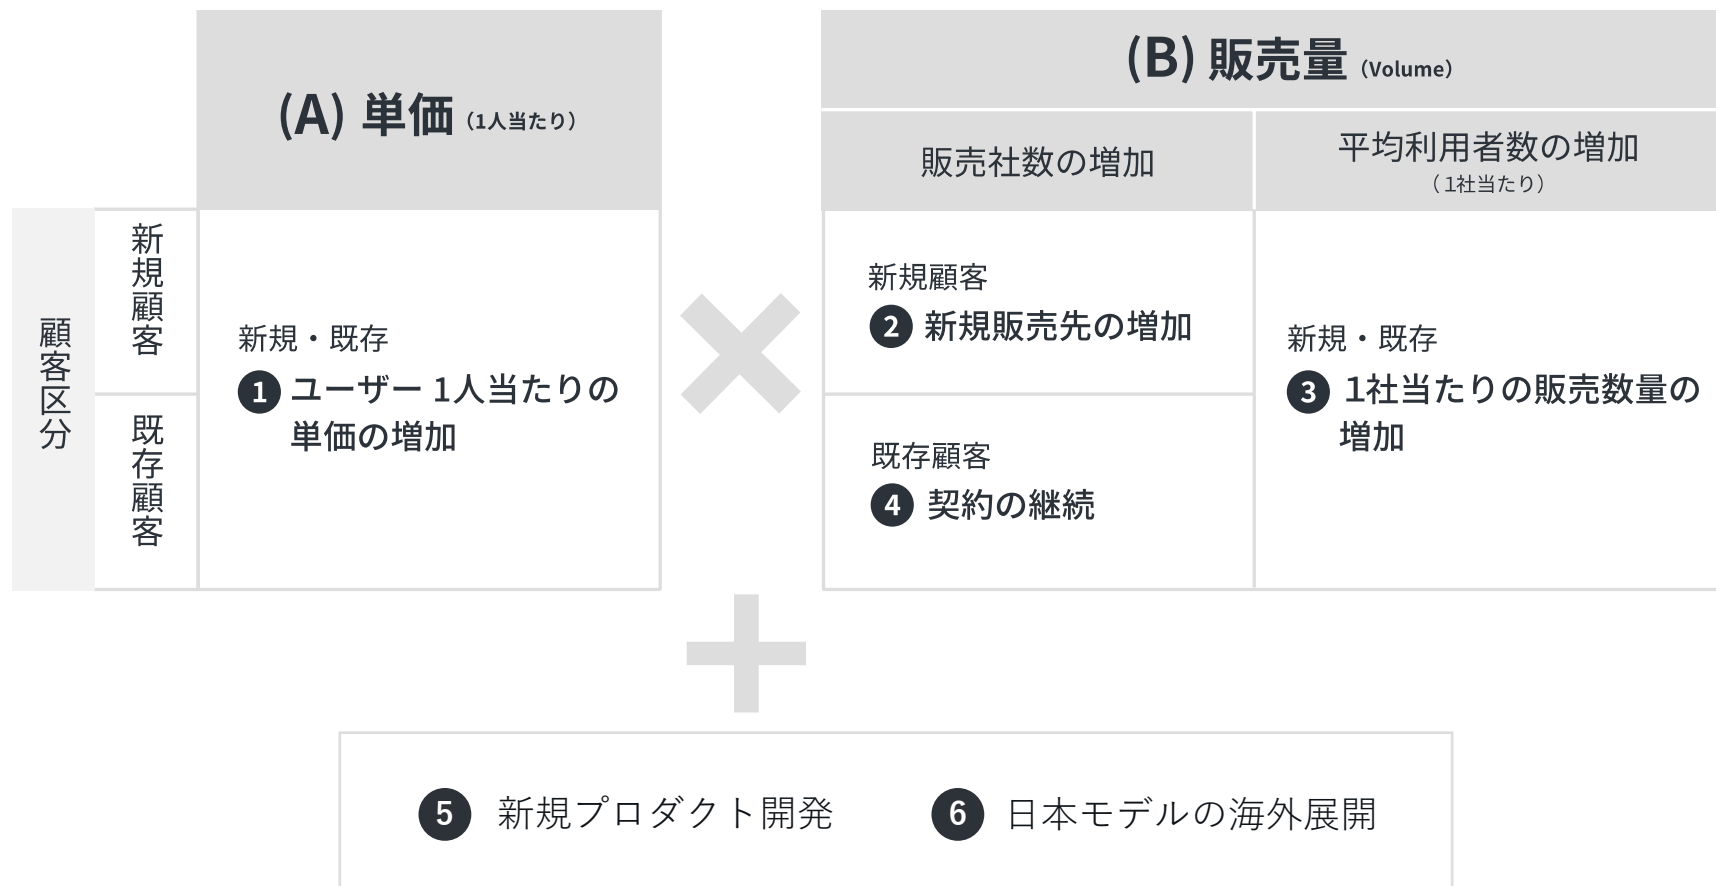 (A) 単価（1人当たり）
(B) 販売量（Volume）
販売社数の増加
平均利用者数の増加
（１社当たり）
顧客区分
新規顧客
既存顧客
新規・既存
1 ユーザー 1人当たりの
単価の増加
新規顧客
2 新規販売先の増加
既存顧客
4 契約の継続
新規・既存
3 １社当たりの販売数量の
増加
5 新規プロダクト開発
6 日本モデルの海外展開